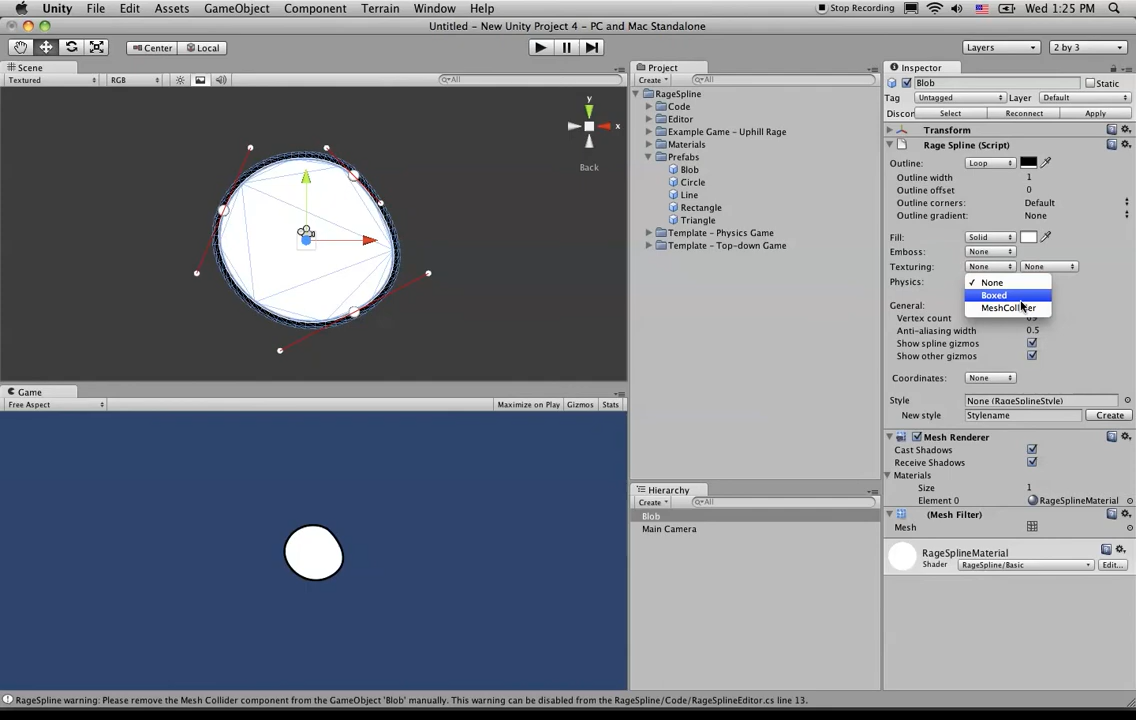 Unity File Edit Assets GameObject Component Terrain Window Help Stop Recording Wed 1:25 PM
Untitled - New Unity Project 4 - PC and Mac Standalone
Center Local Layers 2 by 3
Scene
Textured RGB All
y
x
Back
Game
Free Aspect Maximize on Play Gizmos Stats
Project
Create All
RageSpline
Code
Editor
Example Game - Uphill Rage
Materials
Prefabs
Blob
Circle
Line
Rectangle
Triangle
Template - Physics Game
Template - Top-down Game
Hierarchy
Create All
Blob
Main Camera
Inspector
Blob Static
Tag Untagged Layer Default
Discon Select Reconnect Apply
Transform
Rage Spline (Script)
Outline: Loop
Outline width 1
Outline offset 0
Outline corners: Default
Outline gradient: None
Fill: Solid
Emboss: None
Texturing: None None
Physics: None
Boxed
MeshCollider
General:
Vertex count
Anti-aliasing width 0.5
Show spline gizmos
Show other gizmos
Coordinates: None
Style None (RageSplineStyle)
New style Stylename Create
Mesh Renderer
Cast Shadows
Receive Shadows
Materials
Size 1
Element 0 RageSplineMaterial
(Mesh Filter)
Mesh
RageSplineMaterial
Shader RageSpline/Basic Edit...
RageSpline warning: Please remove the Mesh Collider component from the GameObject 'Blob' manually. This warning can be disabled from the RageSpline/Code/RageSplineEditor.cs line 13.